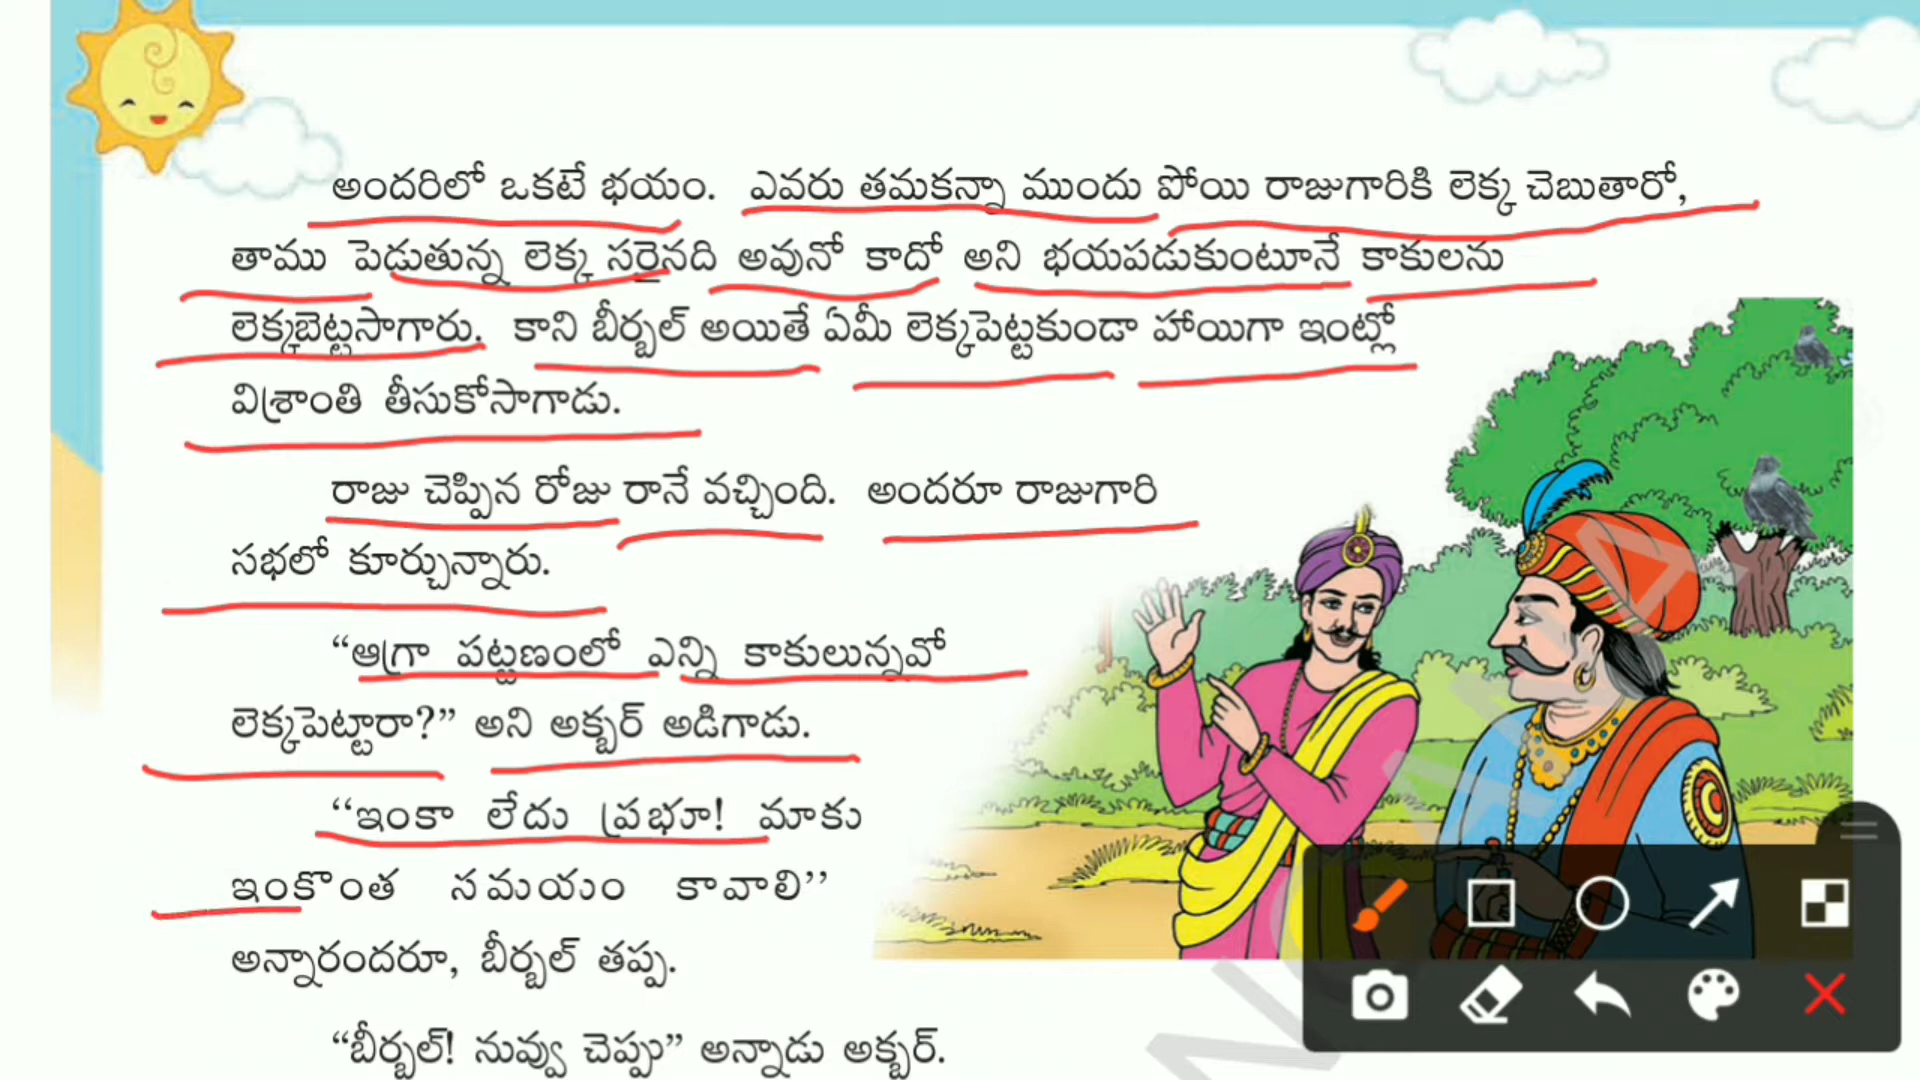 అందరిలో ఒకటే భయం. ఎవరు తమకన్నా ముందు పోయి రాజుగారికి లెక్క చెబుతారో,
తాము పెడుతున్న లెక్క సరైనది అవునో కాదో అని భయపడుకుంటూనే కాకులను
లెక్కబెట్టసాగారు. కాని బీర్బల్ అయితే ఏమీ లెక్కపెట్టకుండా హాయిగా ఇంట్లో
విశ్రాంతి తీసుకోసాగాడు.
రాజు చెప్పిన రోజు రానే వచ్చింది. అందరూ రాజుగారి
సభలో కూర్చున్నారు.
“ఆగ్రా పట్టణంలో ఎన్ని కాకులున్నవో
లెక్కపెట్టారా?” అని అక్బర్ అడిగాడు.
‘‘ఇంకా లేదు ప్రభూ! మాకు
ఇంకొంత సమయం కావాలి’’
అన్నారందరూ, బీర్బల్ తప్ప.
“బీర్బల్! నువ్వు చెప్పు” అన్నాడు అక్బర్.